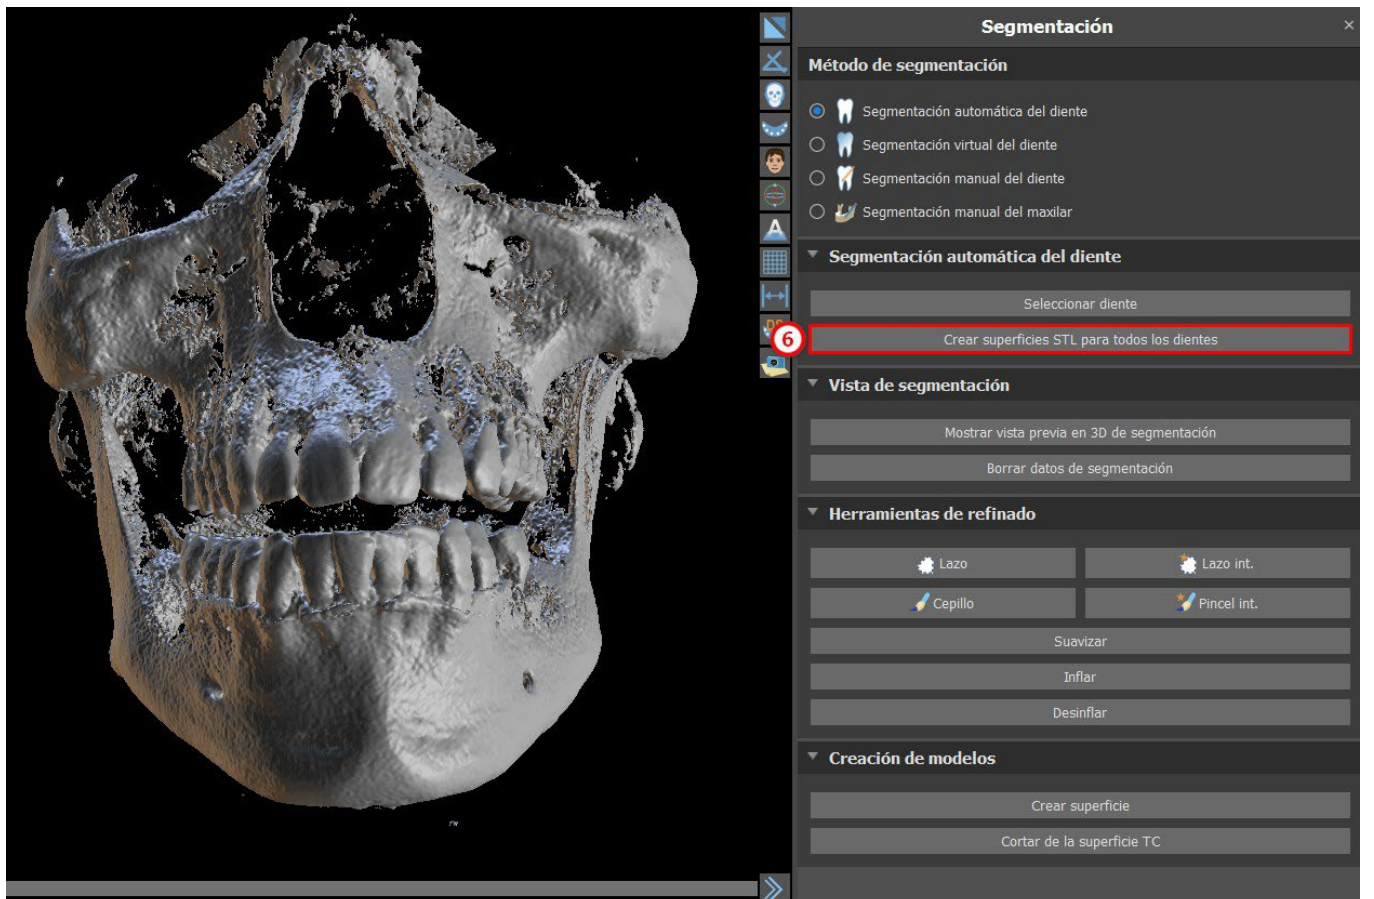 Segmentación
×
Método de segmentación
Segmentación automática del diente
Segmentación virtual del diente
Segmentación manual del diente
Segmentación manual del maxilar
Segmentación automática del diente
Seleccionar diente
6
Crear superficies STL para todos los dientes
Vista de segmentación
Mostrar vista previa en 3D de segmentación
Borrar datos de segmentación
Herramientas de refinado
Lazo
Lazo int.
Cepillo
Pincel int.
Suavizar
Inflar
Desinflar
Creación de modelos
Crear superficie
Cortar de la superficie TC
A